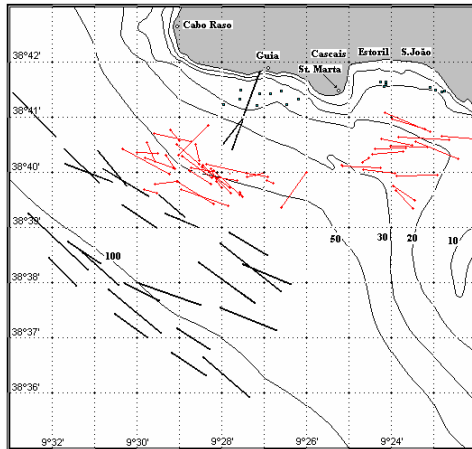 Cabo Raso
Guia
Cascais
Estoril
S.João
St. Marta
38°42'
38°41'
38°40'
38°39'
38°38'
38°37'
38°36'
100
50
30
20
10
9°32'
9°30'
9°28'
9°26'
9°24'